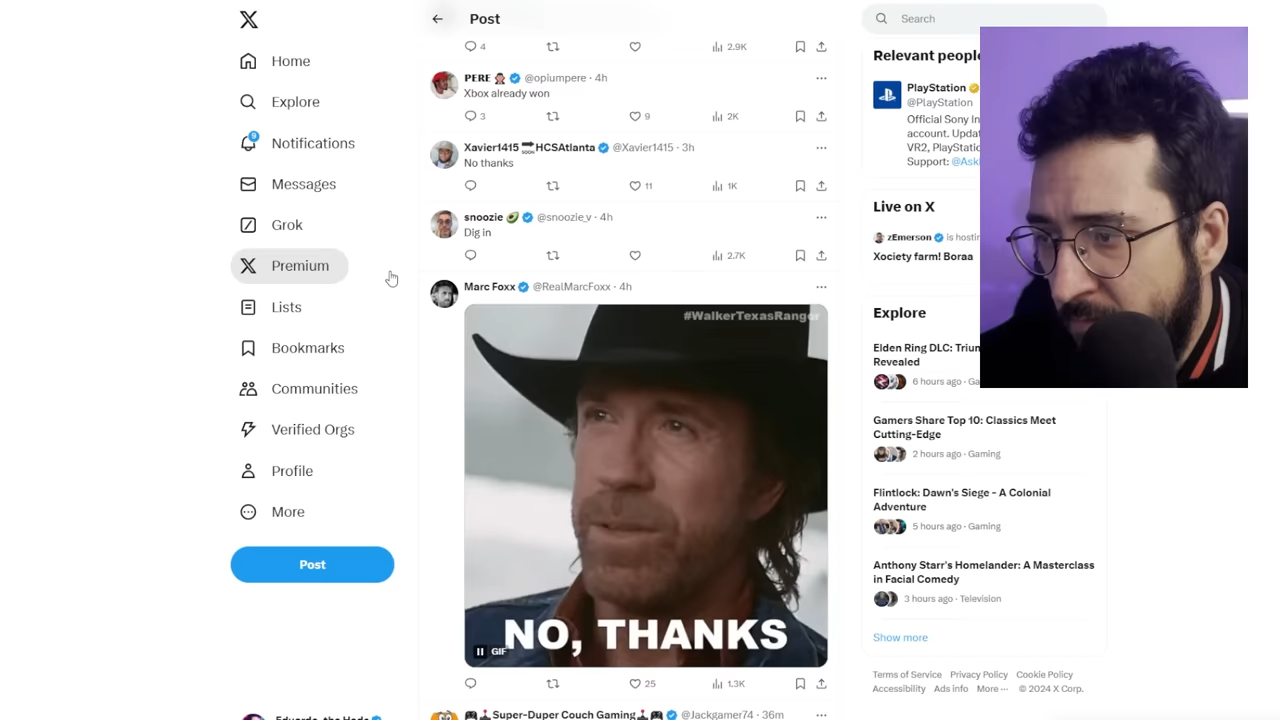 Home
Explore
9
Notifications
Messages
Grok
Premium
Lists
Bookmarks
Communities
Verified Orgs
Profile
More
Post
Post
4
2.9K
PERE @opiumpere · 4h
Xbox already won
3
9
2K
Xavier1415 HCSAtlanta @Xavier1415 · 3h
No thanks
11
1K
snoozie @snoozie_v · 4h
Dig in
2.7K
Marc Foxx @RealMarcFoxx · 4h
#WalkerTexasRanger
NO, THANKS
GIF
25
1.3K
Super-Duper Couch Gaming @Jackgamer74 · 36m
Search
Relevant people
PlayStation
@PlayStation
Official Sony In
account. Updat
VR2, PlayStatio
Support: @Aski
Live on X
zEmerson is hostin
Xociety farm! Boraa
Explore
Elden Ring DLC: Trium
Revealed
6 hours ago · Ga
Gamers Share Top 10: Classics Meet
Cutting-Edge
2 hours ago · Gaming
Flintlock: Dawn's Siege - A Colonial
Adventure
5 hours ago · Gaming
Anthony Starr's Homelander: A Masterclass
in Facial Comedy
3 hours ago · Television
Show more
Terms of Service Privacy Policy Cookie Policy
Accessibility Ads info More ··· © 2024 X Corp.